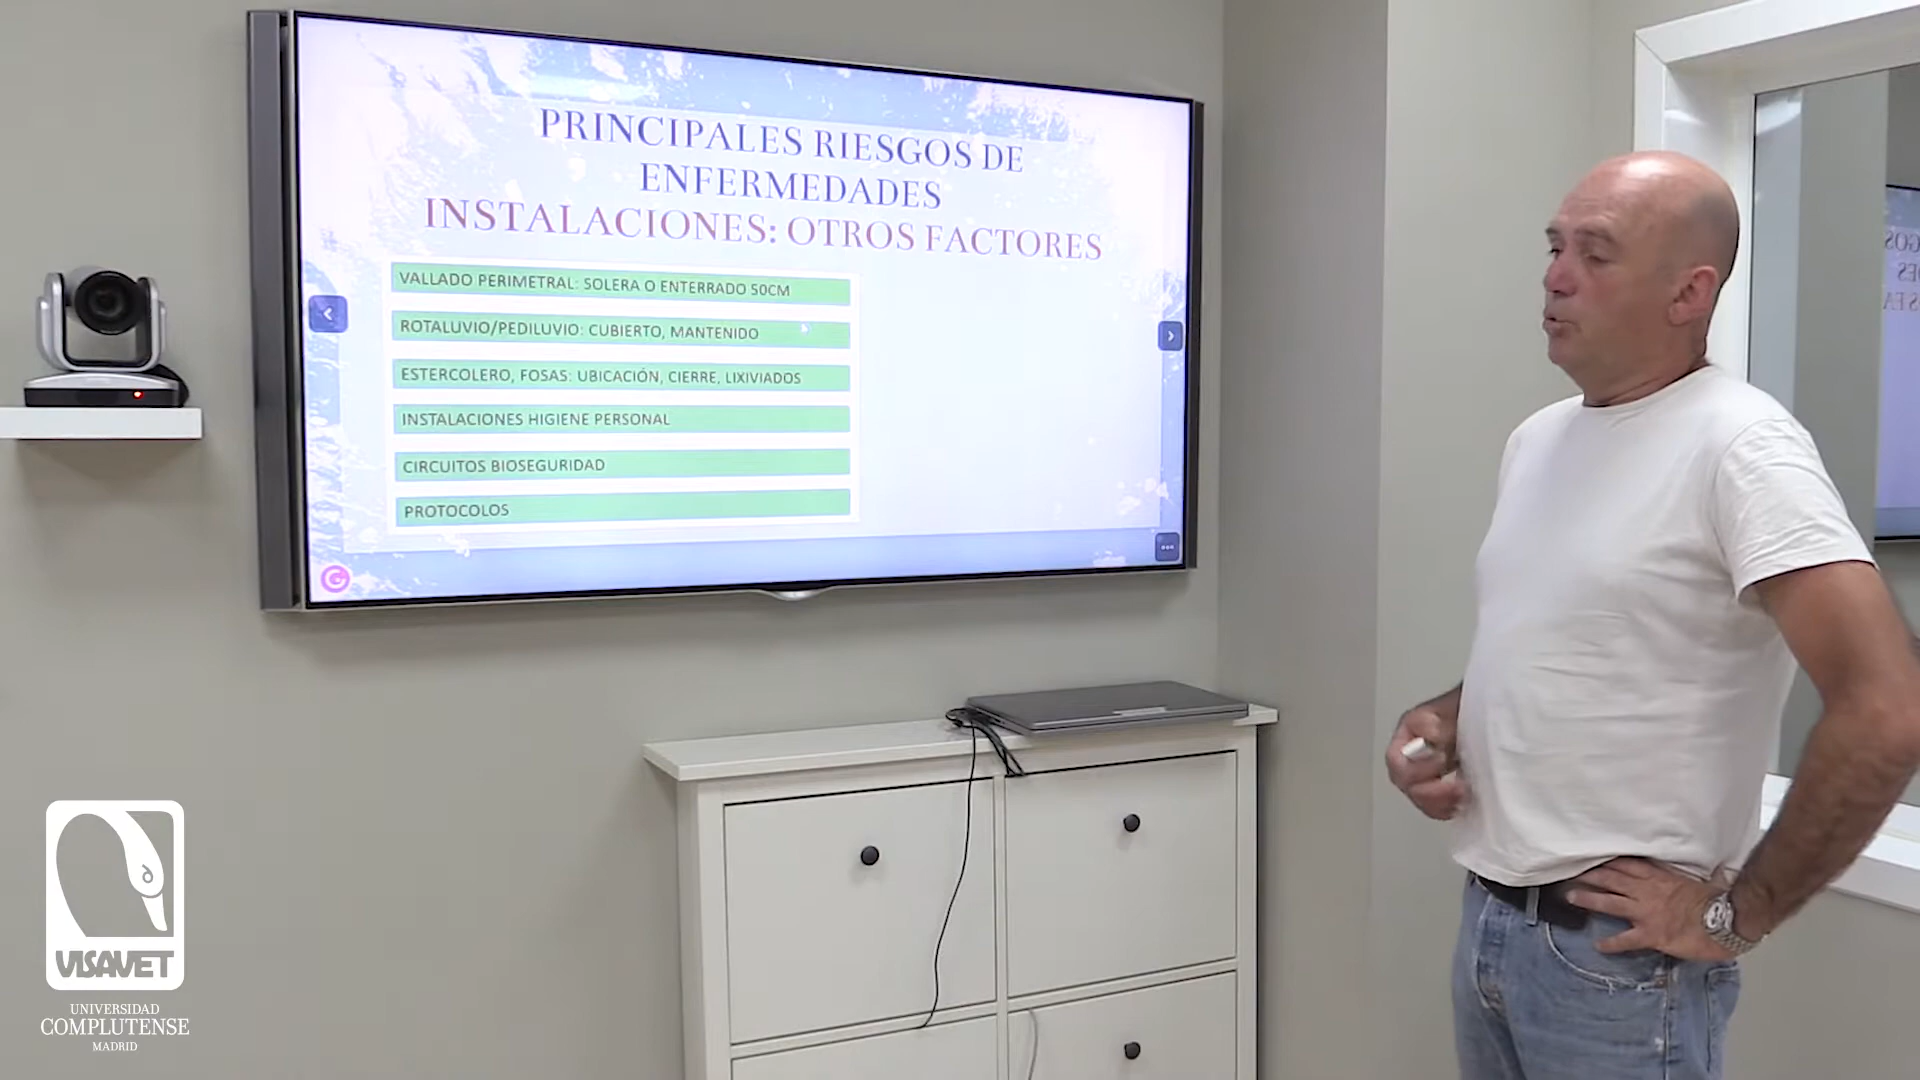 PRINCIPALES RIESGOS DE
ENFERMEDADES
INSTALACIONES: OTROS FACTORES
VALLADO PERIMETRAL: SOLERA O ENTERRADO 50CM
ROTALUVIO/PEDILUVIO: CUBIERTO, MANTENIDO
ESTERCOLERO, FOSAS: UBICACIÓN, CIERRE, LIXIVIADOS
INSTALACIONES HIGIENE PERSONAL
CIRCUITOS BIOSEGURIDAD
PROTOCOLOS
VISAVET
UNIVERSIDAD
COMPLUTENSE
MADRID